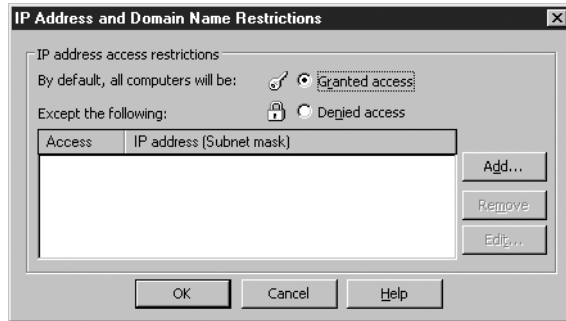 IP Address and Domain Name Restrictions
IP address access restrictions
By default, all computers will be: Granted access
Except the following: Denied access
Access IP address (Subnet mask)
Add...
Remove
Edit...
OK Cancel Help